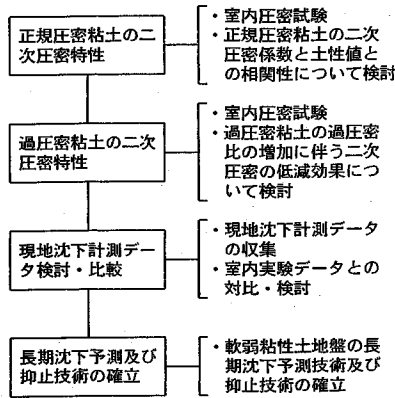 正規圧密粘土の二
次圧密特性
・室内圧密試験
・正規圧密粘土の二次
圧密係数と土性値と
の相関性について検討
過圧密粘土の二次
圧密特性
・室内圧密試験
・過圧密粘土の過圧密
比の増加に伴う二次
圧密の低減効果につ
いて検討
現地沈下計測デー
タ検討・比較
・現地沈下計測データ
の収集
・室内実験データとの
対比・検討
長期沈下予測及び
抑止技術の確立
・軟弱粘性土地盤の長
期沈下予測技術及び
抑止技術の確立